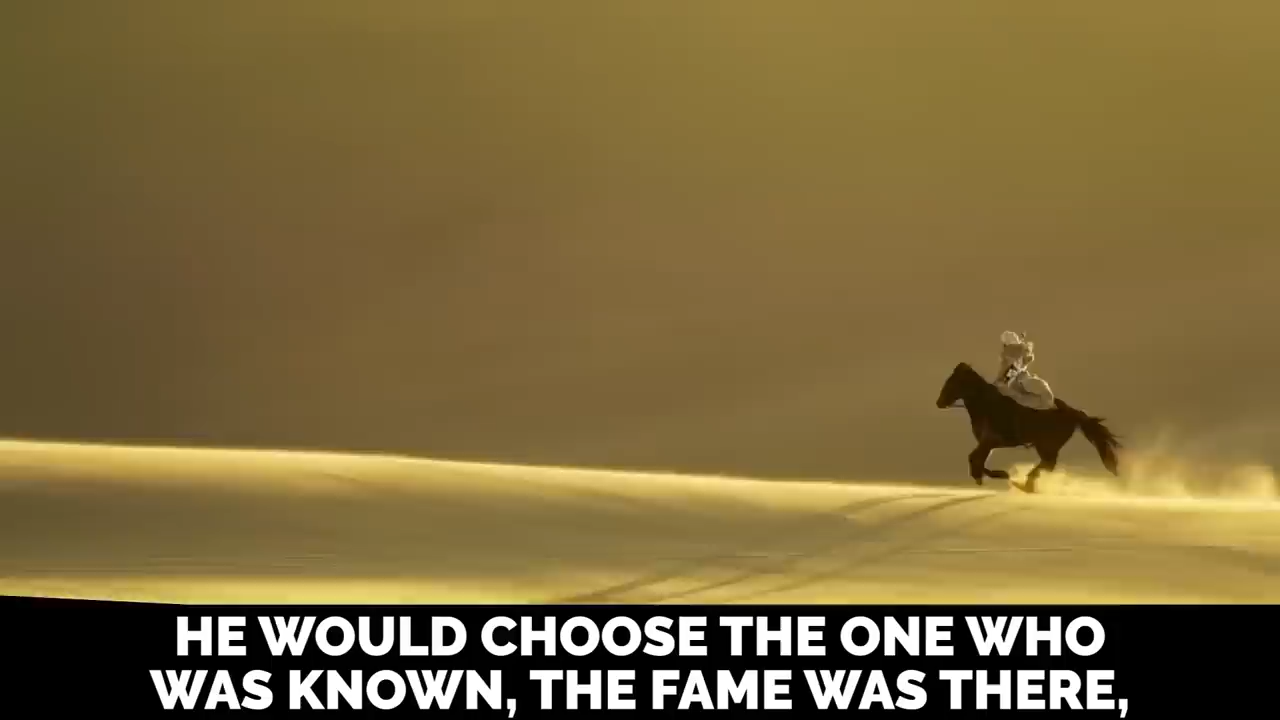 HE WOULD CHOOSE THE ONE WHO
WAS KNOWN, THE FAME WAS THERE,